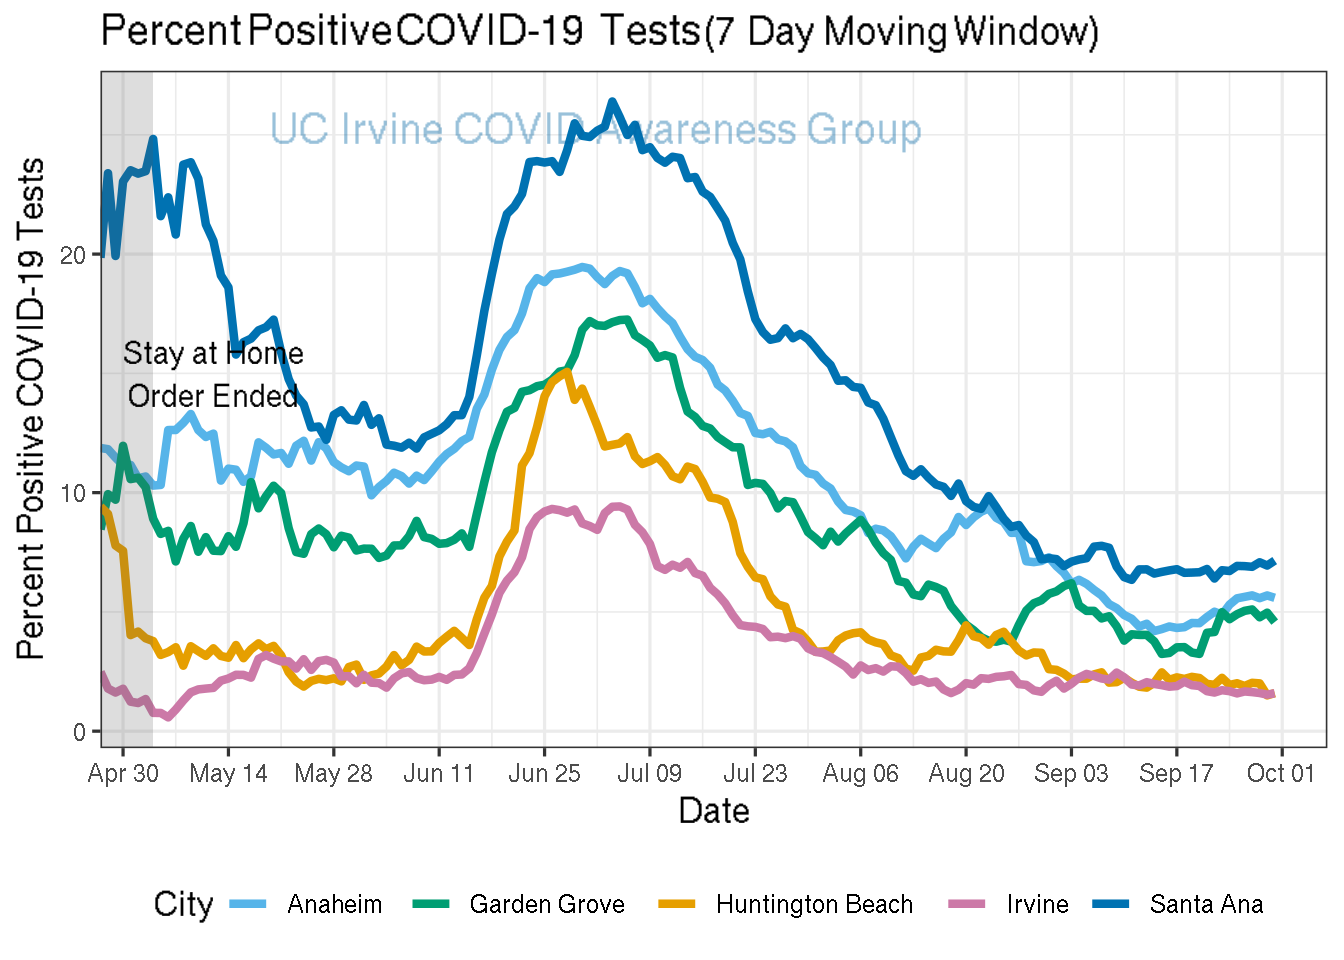 Percent Positive COVID-19 Tests (7 Day Moving Window)
UC Irvine COVID Awareness Group
Percent Positive COVID-19 Tests
20
10
0
Stay at Home
Order Ended
Apr 30 May 14 May 28 Jun 11 Jun 25 Jul 09 Jul 23 Aug 06 Aug 20 Sep 03 Sep 17 Oct 01
Date
City Anaheim Garden Grove Huntington Beach Irvine Santa Ana